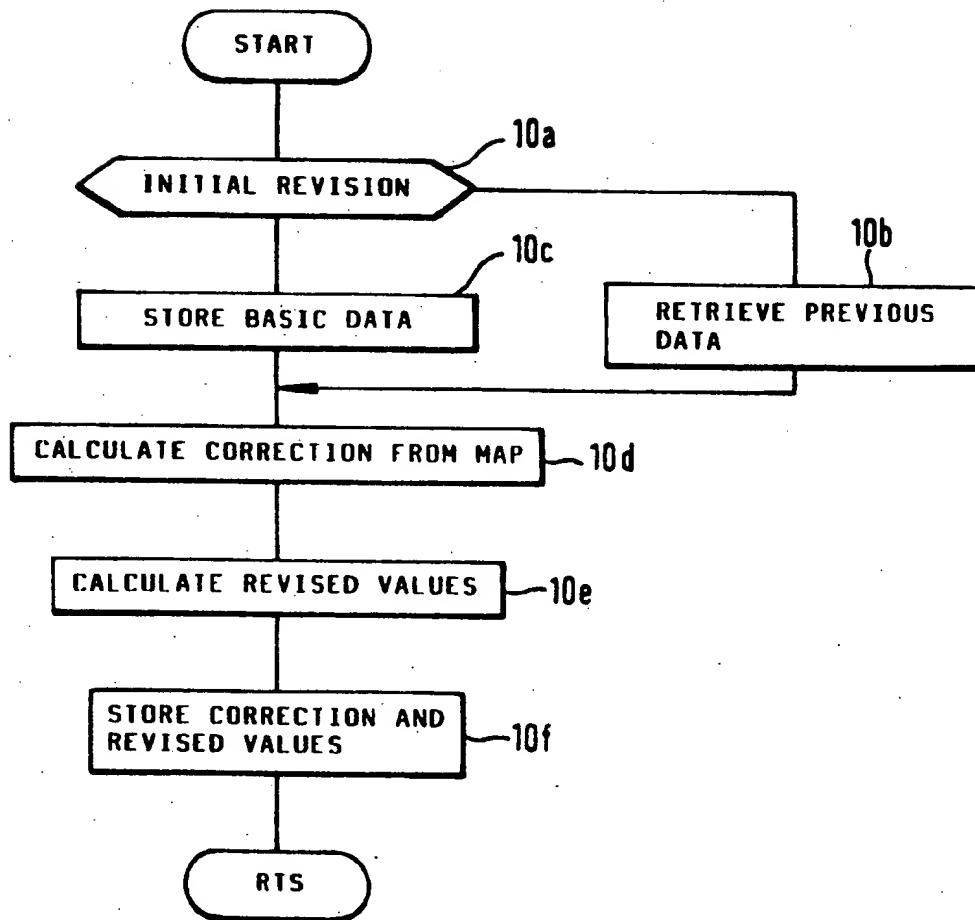 START
10a
INITIAL REVISION
10c
10b
STORE BASIC DATA
RETRIEVE PREVIOUS
DATA
CALCULATE CORRECTION FROM MAP
10d
CALCULATE REVISED VALUES
10e
STORE CORRECTION AND
REVISED VALUES
10f
RTS